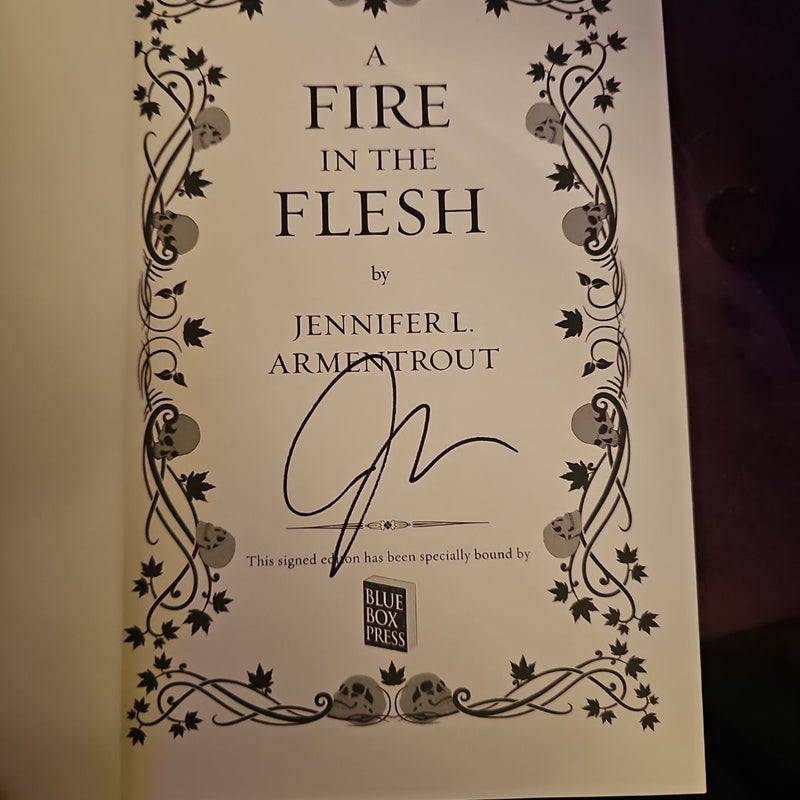 A
FIRE
IN THE
FLESH
by
JENNIFER L.
ARMENTROUT
This signed edition has been specially bound by
BLUE
BOX
PRESS